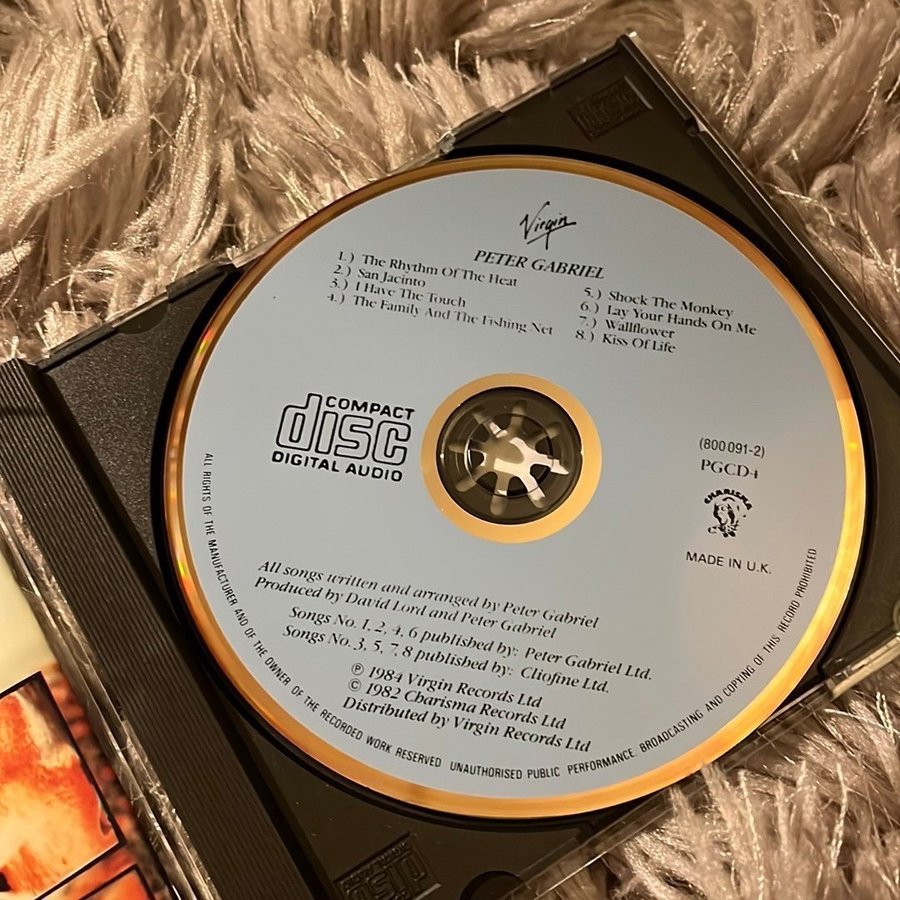 Virgin
PETER GABRIEL
1.) The Rhythm Of The Heat
2.) San Jacinto
3.) I Have The Touch
4.) The Family And The Fishing Net
5.) Shock The Monkey
6.) Lay Your Hands On Me
7.) Wallflower
8.) Kiss Of Life
COMPACT
disc
DIGITAL AUDIO
(800 091-2)
PGCD4
CHARISMA
MADE IN U.K.
All songs written and arranged by Peter Gabriel
Produced by David Lord and Peter Gabriel
Songs No. 1, 2, 4, 6 published by: Peter Gabriel Ltd.
Songs No. 3, 5, 7, 8 published by: Cliofine Ltd.
℗ 1984 Virgin Records Ltd
© 1982 Charisma Records Ltd
Distributed by Virgin Records Ltd
ALL RIGHTS OF THE MANUFACTURER AND OF THE OWNER OF THE RECORDED WORK RESERVED UNAUTHORISED PUBLIC PERFORMANCE BROADCASTING AND COPYING OF THIS RECORD PROHIBITED
disc